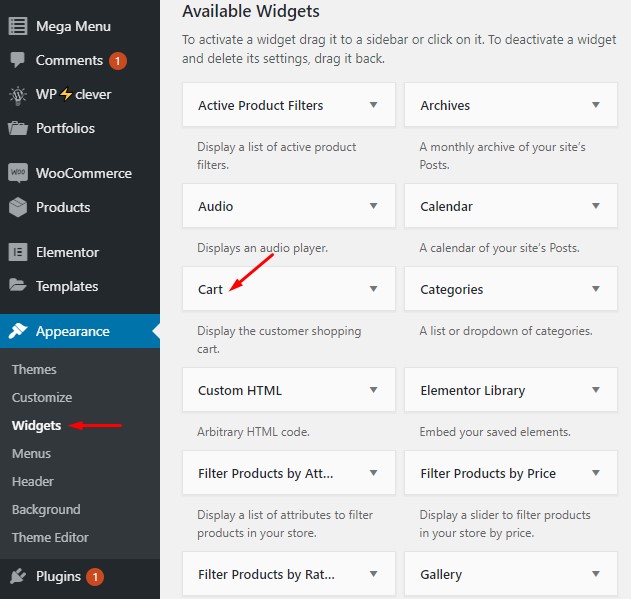 Mega Menu
Comments 1
WP⚡clever
Portfolios
WOO WooCommerce
Products
Elementor
Templates
Appearance
Themes
Customize
Widgets
Menus
Header
Background
Theme Editor
Plugins 1
Available Widgets
To activate a widget drag it to a sidebar or click on it. To deactivate a widget
and delete its settings, drag it back.
Active Product Filters
Display a list of active product
filters.
Archives
A monthly archive of your site's
Posts.
Audio
Displays an audio player.
Calendar
A calendar of your site's Posts.
Cart
Display the customer shopping
cart.
Categories
A list or dropdown of categories.
Custom HTML
Arbitrary HTML code.
Elementor Library
Embed your saved elements.
Filter Products by Att...
Display a list of attributes to filter
products in your store.
Filter Products by Price
Display a slider to filter products
in your store by price.
Filter Products by Rat...
Gallery